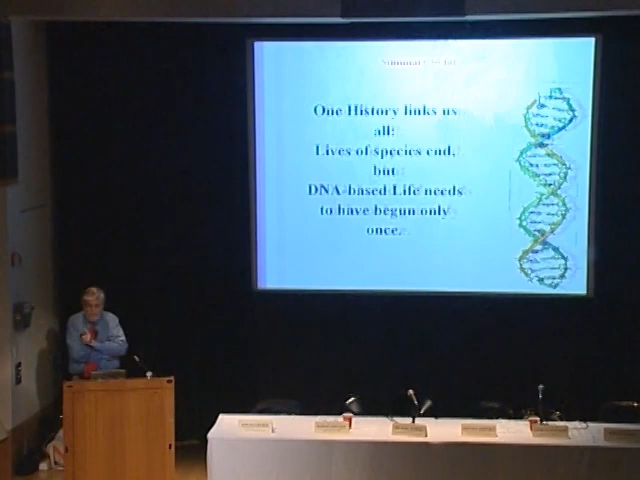 One History links us
all:
Lives of species end,
but
DNA-based Life needs
to have begun only
once.